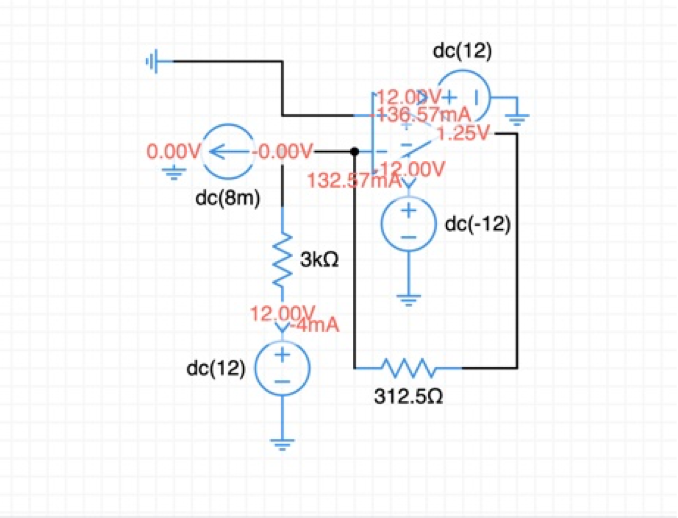 dc(12)
12.00V
136.57mA
1.25V
0.00V
-0.00V
-12.00V
132.57mA
dc(8m)
dc(-12)
3kΩ
12.00V
-4mA
dc(12)
312.5Ω